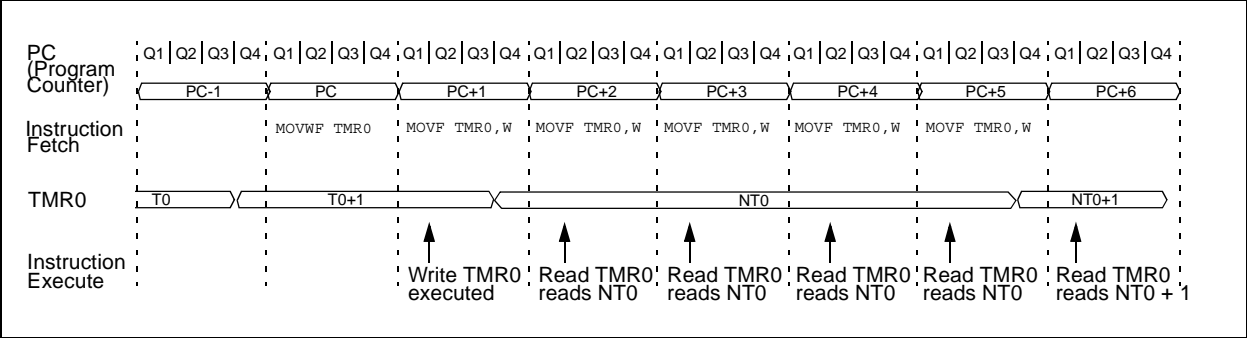 PC
(Program
Counter)
Q1 Q2 Q3 Q4 Q1 Q2 Q3 Q4 Q1 Q2 Q3 Q4 Q1 Q2 Q3 Q4 Q1 Q2 Q3 Q4 Q1 Q2 Q3 Q4 Q1 Q2 Q3 Q4 Q1 Q2 Q3 Q4
PC-1 PC PC+1 PC+2 PC+3 PC+4 PC+5 PC+6
Instruction
Fetch
MOVWF TMR0 MOVF TMR0,W MOVF TMR0,W MOVF TMR0,W MOVF TMR0,W MOVF TMR0,W
TMR0
T0 T0+1 NT0 NT0+1
Instruction
Execute
Write TMR0
executed
Read TMR0
reads NT0
Read TMR0
reads NT0
Read TMR0
reads NT0
Read TMR0
reads NT0
Read TMR0
reads NT0 + 1